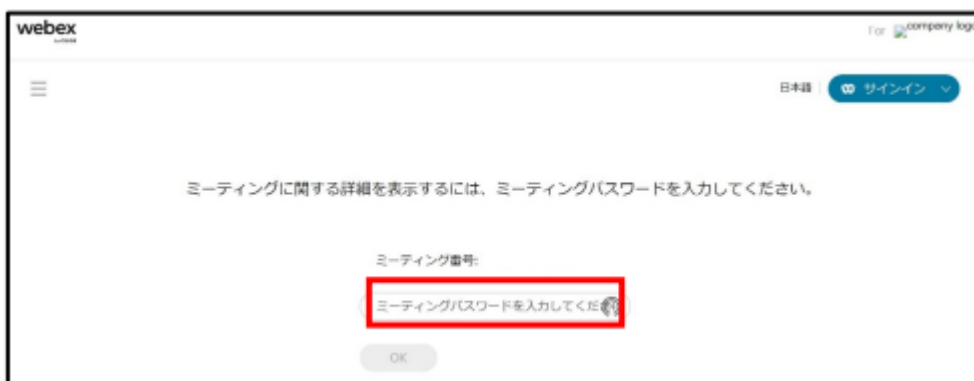 webex
For company logo
日本語 サインイン
ミーティングに関する詳細を表示するには、ミーティングパスワードを入力してください。
ミーティング番号:
ミーティングパスワードを入力してくだ
OK